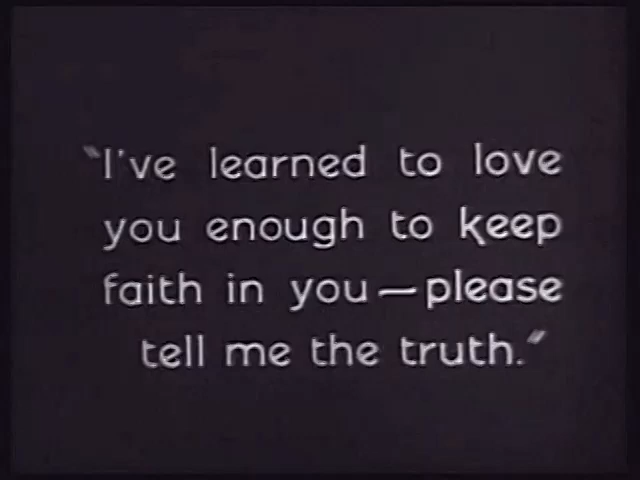 "I've learned to love
you enough to keep
faith in you—please
tell me the truth."